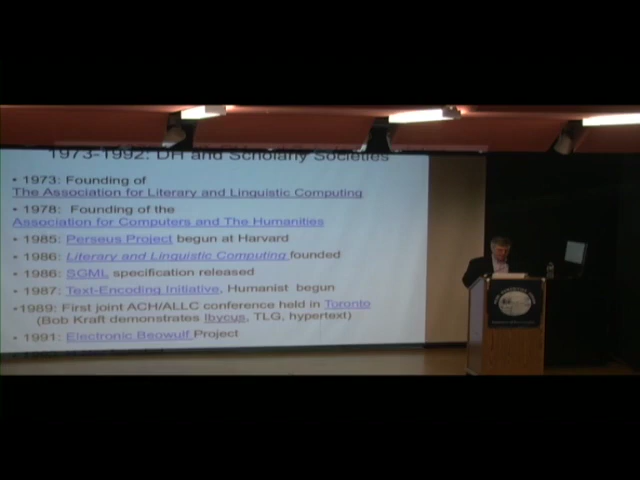 1973-1992: DH and Scholarly Societies
• 1973: Founding of
The Association for Literary and Linguistic Computing
• 1978: Founding of the
Association for Computers and The Humanities
• 1985: Perseus Project begun at Harvard
• 1986: Literary and Linguistic Computing founded
• 1986: SGML specification released
• 1987: Text-Encoding Initiative, Humanist begun
•1989: First joint ACH/ALLC conference held in Toronto
(Bob Kraft demonstrates Ibycus, TLG, hypertext)
• 1991: Electronic Beowulf Project